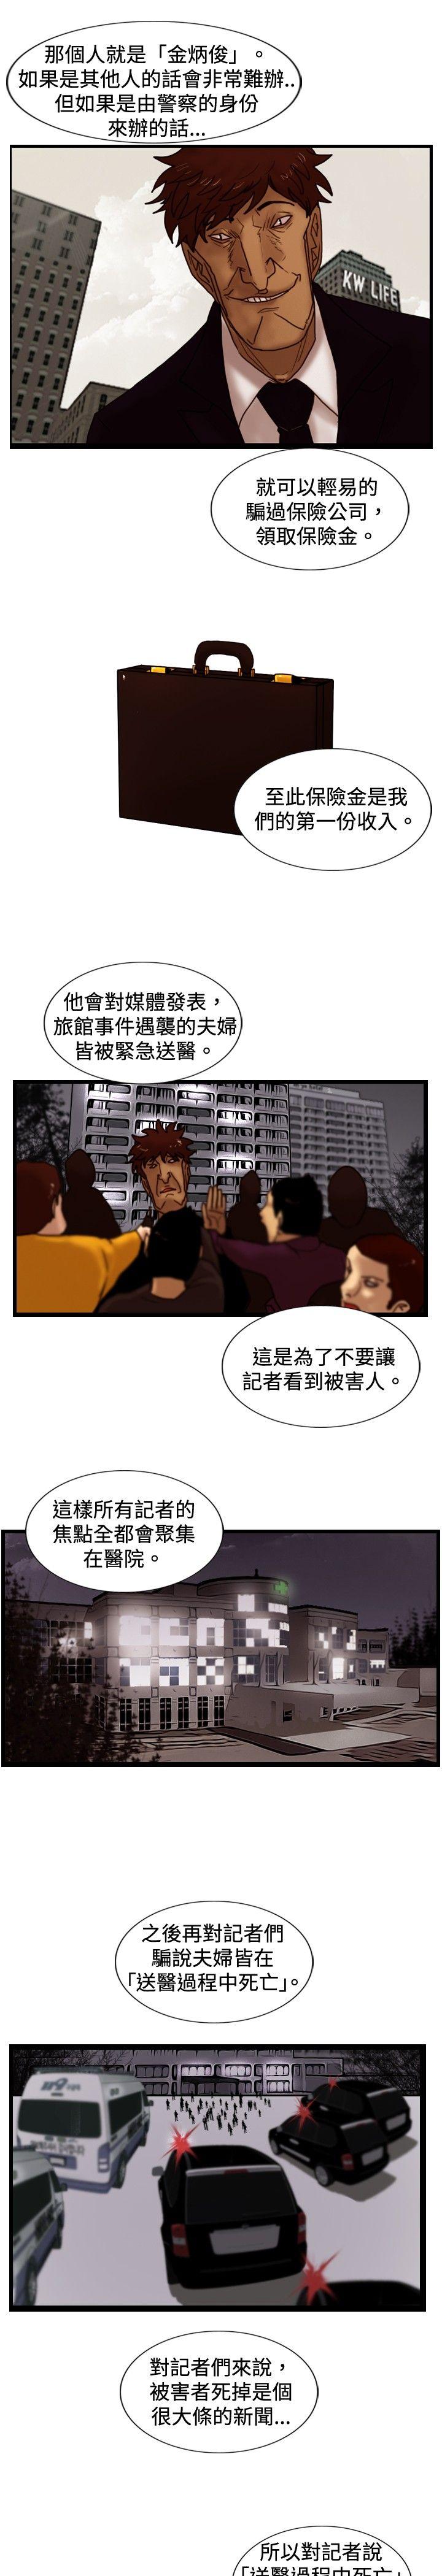 那個人就是「金炳俊」。
如果是其他人的話會非常難辦..
但如果是由警察的身份
來辦的話...
KW LIFE
就可以輕易的
騙過保險公司，
領取保險金。
至此保險金是我
們的第一份收入。
他會對媒體發表，
旅館事件遇襲的夫婦
皆被緊急送醫。
這是為了不要讓
記者看到被害人。
這樣所有記者的
焦點全都會聚集
在醫院。
之後再對記者們
騙說夫婦皆在
「送醫過程中死亡」。
對記者們來說，
被害者死掉是個
很大條的新聞...
所以對記者說
「送醫過程中死亡」